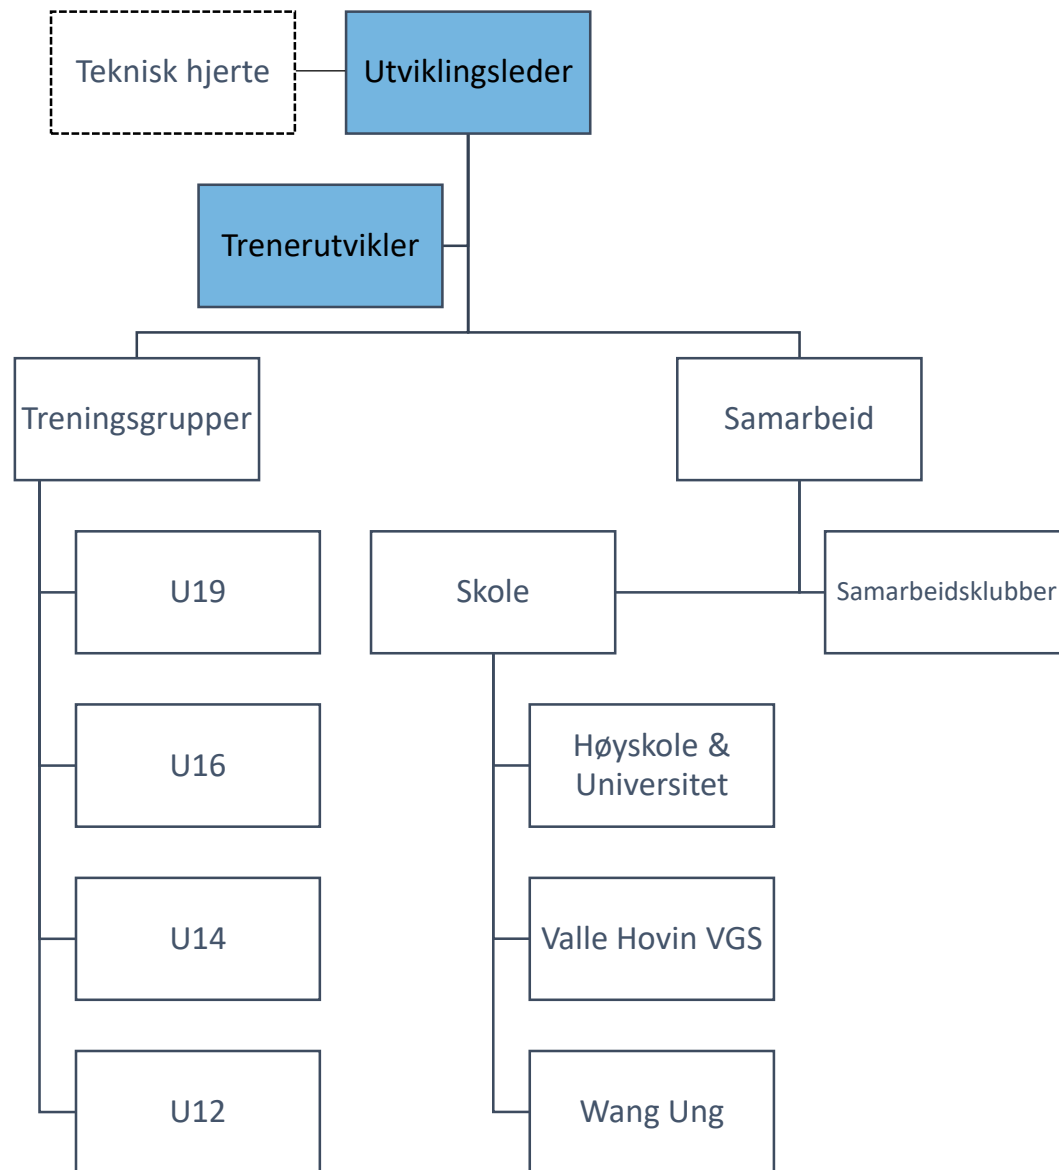 Teknisk hjerte
Utviklingsleder
Trenerutvikler
Treningsgrupper
Samarbeid
U19
Skole
Samarbeidsklubber
U16
Høyskole &
Universitet
U14
Valle Hovin VGS
U12
Wang Ung